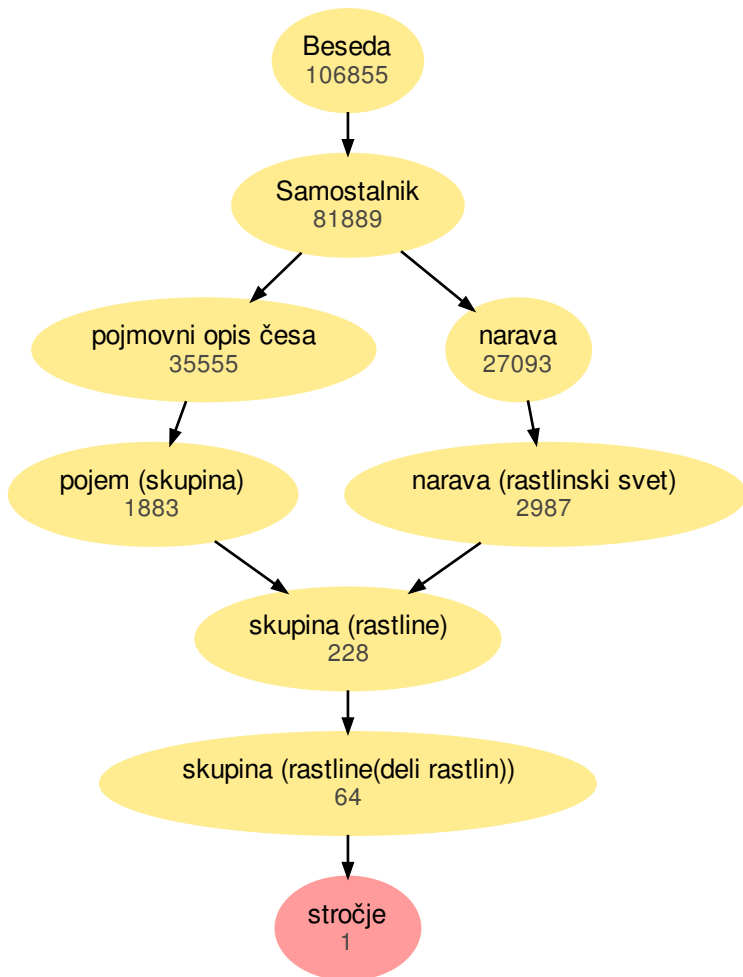 Beseda
106855
Samostalnik
81889
pojmovni opis česa
35555
narava
27093
pojem (skupina)
1883
narava (rastlinski svet)
2987
skupina (rastline)
228
skupina (rastline(deli rastlin))
64
stročje
1